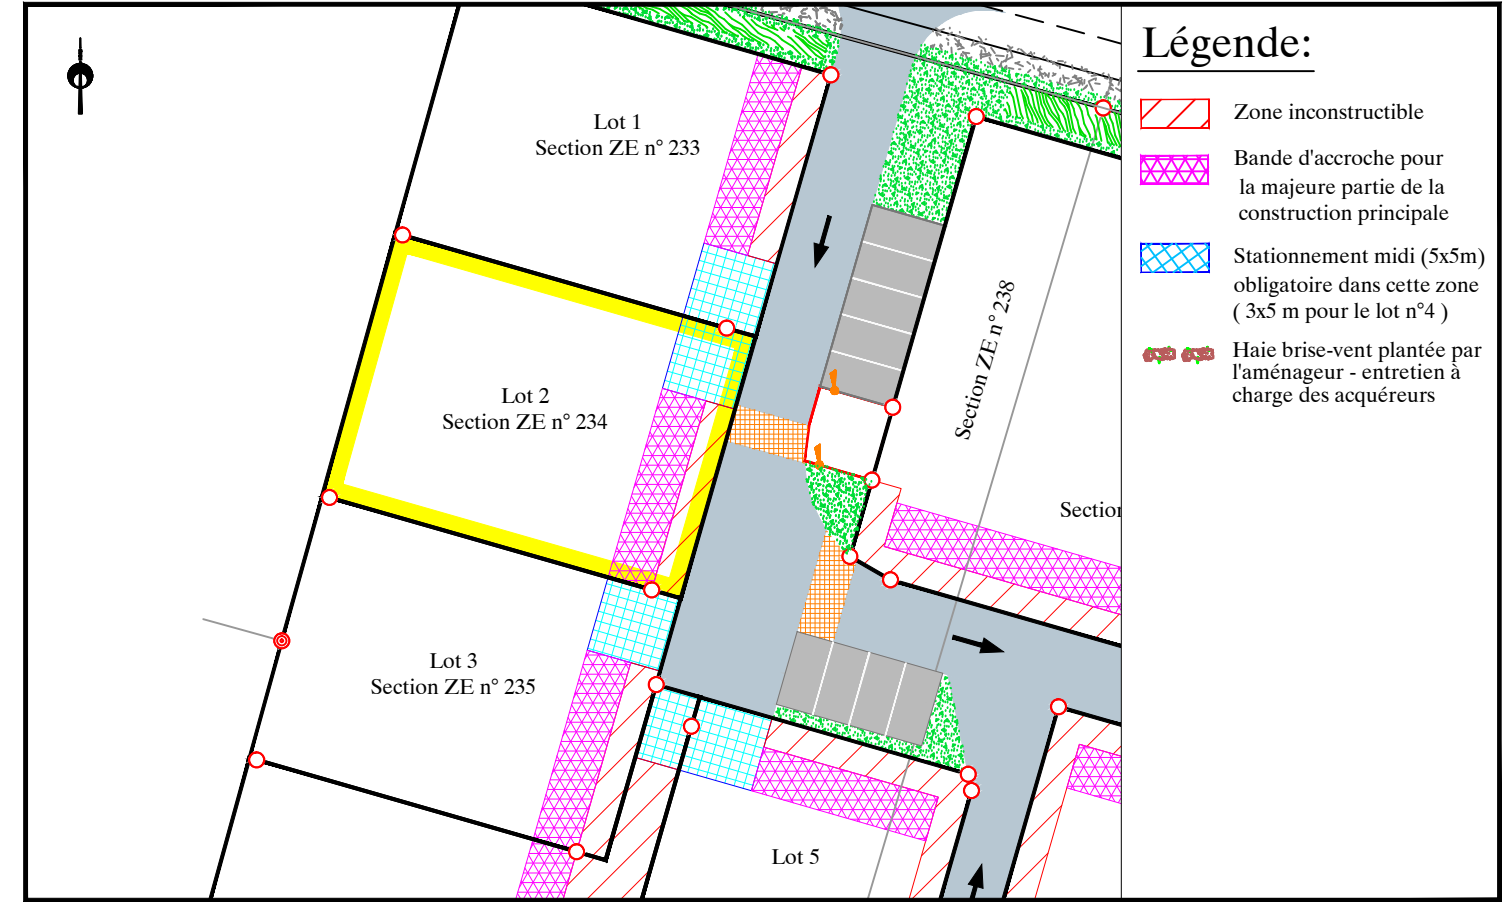 Légende:
Zone inconstructible
Bande d'accroche pour
la majeure partie de la
construction principale
Stationnement midi (5x5m)
obligatoire dans cette zone
( 3x5 m pour le lot n°4 )
Haie brise-vent plantée par
l'aménageur - entretien à
charge des acquéreurs
Lot 1
Section ZE n° 233
Lot 2
Section ZE n° 234
Section ZE n° 238
Section
Lot 3
Section ZE n° 235
Lot 5